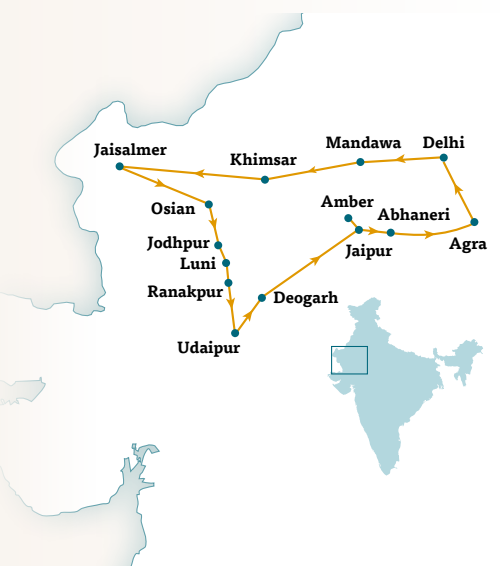 Mandawa
Delhi
Jaisalmer
Khimsar
Amber
Osian
Abhaneri
Jodhpur
Jaipur
Agra
Luni
Ranakpur
Deogarh
Udaipur